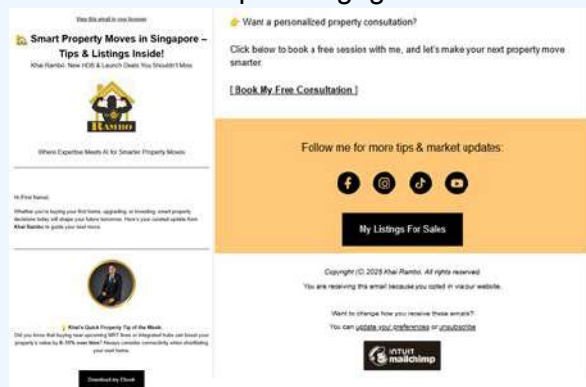 View this email in your browser
🏡 Smart Property Moves in Singapore –
Tips & Listings Inside!
Khai Rambo: New HDB & Launch Deals You Shouldn't Miss
RAMBO
Where Expertise Meets AI for Smarter Property Moves
Hi [First Name],
Whether you're buying your first home, upgrading, or investing, smart property
decisions today will shape your future tomorrow. Here's your curated update from
Khai Rambo to guide your next move.
💡 Khai's Quick Property Tip of the Week:
Did you know that buying near upcoming MRT lines or integrated hubs can boost your
property's value by 8-15% over time? Always consider connectivity when shortlisting
your next home.
Download my Ebook
👉 Want a personalized property consultation?
Click below to book a free session with me, and let's make your next property move
smarter.
[ Book My Free Consultation ]
Follow me for more tips & market updates:
My Listings For Sales
Copyright (C) 2025 Khai Rambo. All rights reserved.
You are receiving this email because you opted in via our website.
Want to change how you receive these emails?
You can update your preferences or unsubscribe
INTUIT
mailchimp